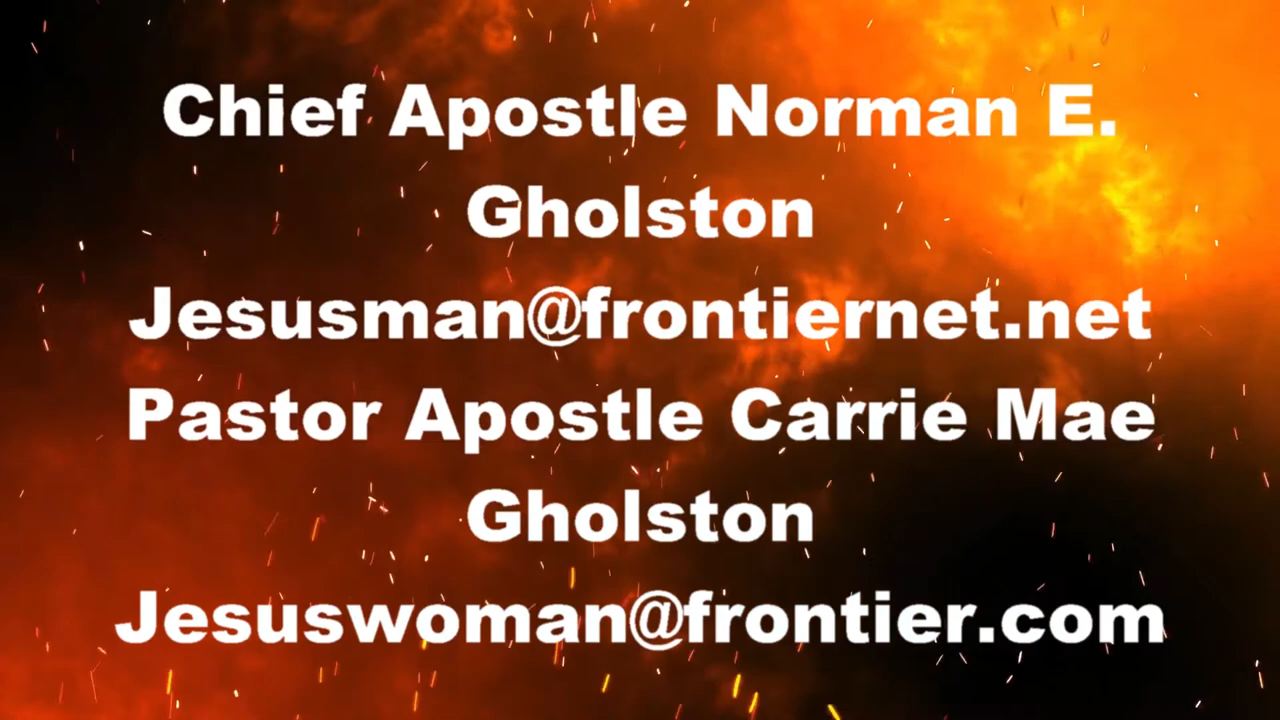 Chief Apostle Norman E.
Gholston
Jesusman@frontiernet.net
Pastor Apostle Carrie Mae
Gholston
Jesuswoman@frontier.com